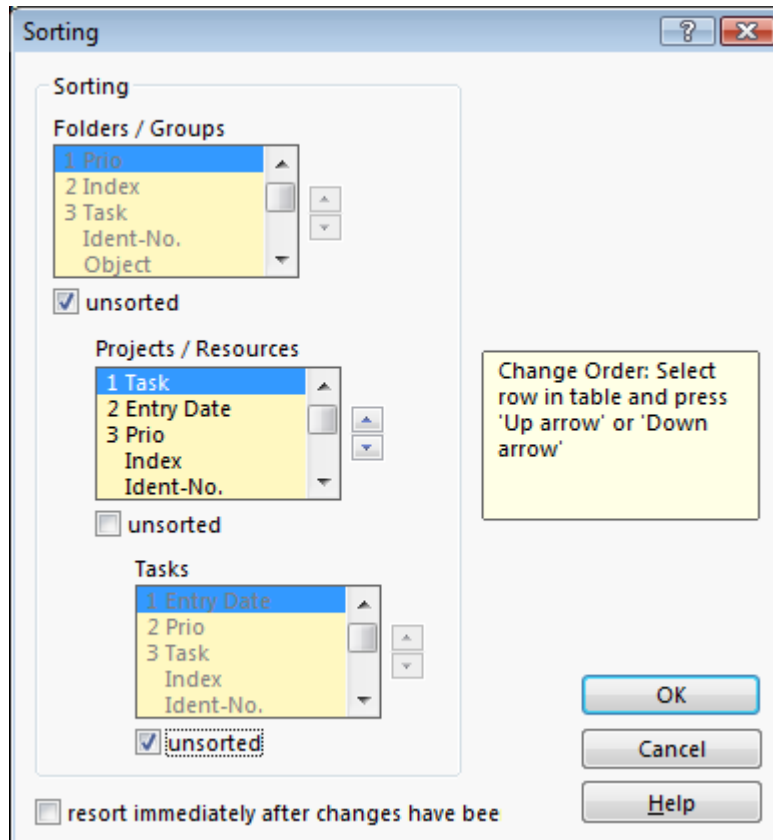 Sorting
Sorting
Folders / Groups
1 Prio
2 Index
3 Task
Ident-No.
Object
unsorted
Projects / Resources
1 Task
2 Entry Date
3 Prio
Index
Ident-No.
unsorted
Change Order: Select
row in table and press
'Up arrow' or 'Down
arrow'
Tasks
1 Entry Date
2 Prio
3 Task
Index
Ident-No.
unsorted
OK
Cancel
Help
resort immediately after changes have bee